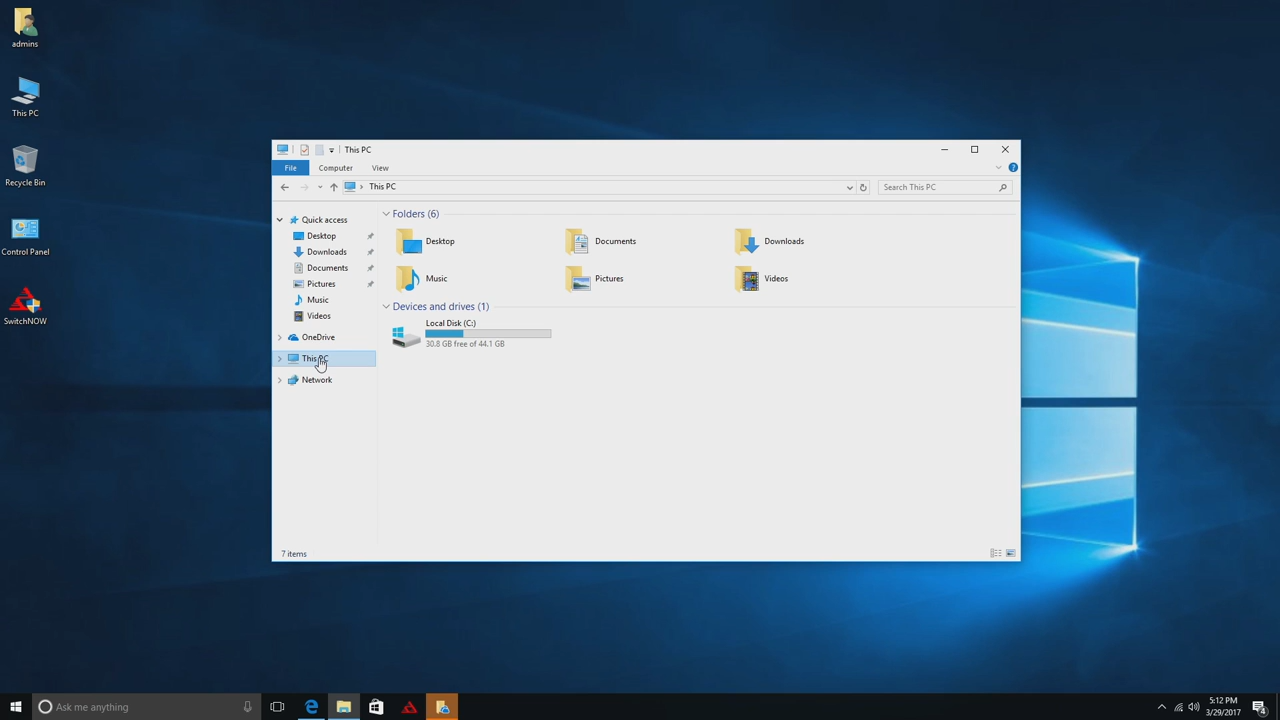 admins
This PC
Recycle Bin
Control Panel
SwitchNOW
This PC
File
Computer
View
This PC
Search This PC
Quick access
Desktop
Downloads
Documents
Pictures
Music
Videos
OneDrive
This PC
Network
Folders (6)
Desktop
Documents
Downloads
Music
Pictures
Videos
Devices and drives (1)
Local Disk (C:)
30.8 GB free of 44.1 GB
7 items
Ask me anything
5:12 PM
3/29/2017
4